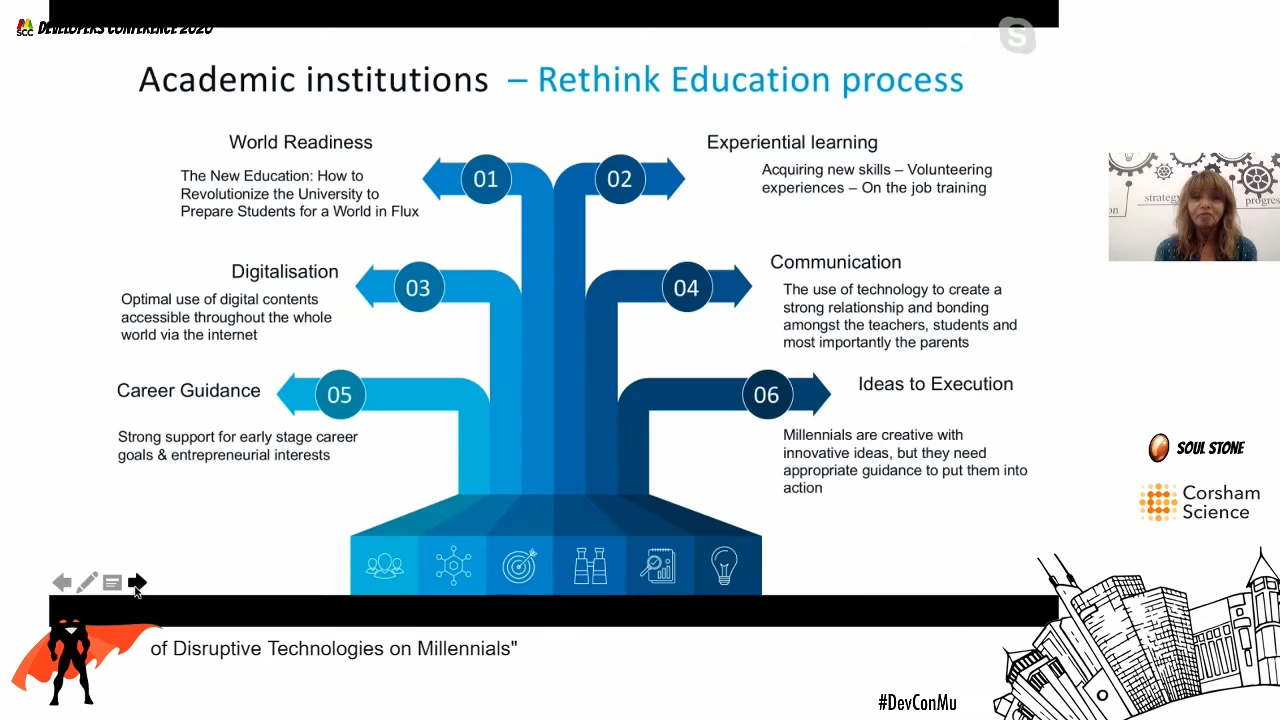 SCC DEVELOPERS CONFERENCE 2020
Academic institutions – Rethink Education process
World Readiness
The New Education: How to
Revolutionize the University to
Prepare Students for a World in Flux
01
02
Experiential learning
Acquiring new skills – Volunteering
experiences – On the job training
Digitalisation
Optimal use of digital contents
accessible throughout the whole
world via the internet
03
04
Communication
The use of technology to create a
strong relationship and bonding
amongst the teachers, students and
most importantly the parents
Career Guidance
Strong support for early stage career
goals & entrepreneurial interests
05
06
Ideas to Execution
Millennials are creative with
innovative ideas, but they need
appropriate guidance to put them into
action
strategy
progres
SOUL STONE
Corsham
Science
of Disruptive Technologies on Millennials"
#DevConMu